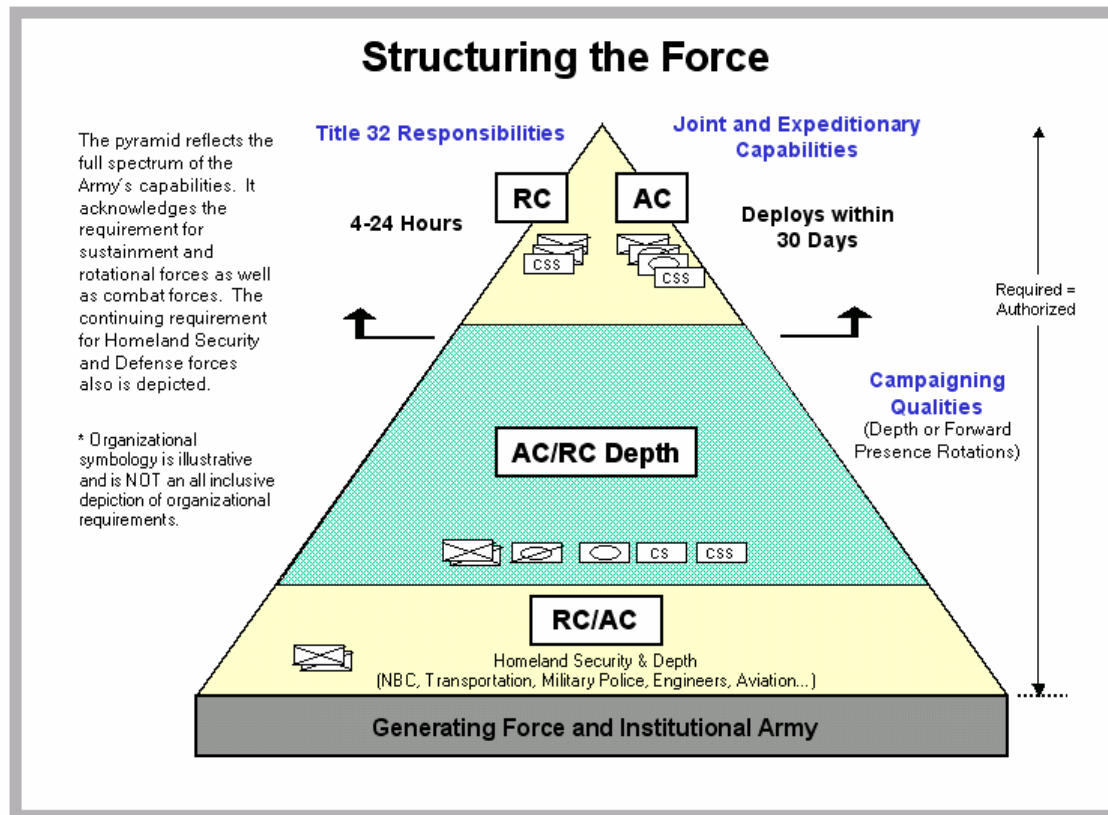 Structuring the Force
The pyramid reflects the
full spectrum of the
Army's capabilities. It
acknowledges the
requirement for
sustainment and
rotational forces as well
as combat forces. The
continuing requirement
for Homeland Security
and Defense forces
also is depicted.
* Organizational
symbology is illustrative
and is NOT an all inclusive
depiction of organizational
requirements.
Title 32 Responsibilities
Joint and Expeditionary
Capabilities
RC
AC
4-24 Hours
Deploys within
30 Days
CSS
CSS
Required =
Authorized
Campaigning
Qualities
(Depth or Forward
Presence Rotations)
AC/RC Depth
CS
CSS
RC/AC
Homeland Security & Depth
(NBC, Transportation, Military Police, Engineers, Aviation...)
Generating Force and Institutional Army